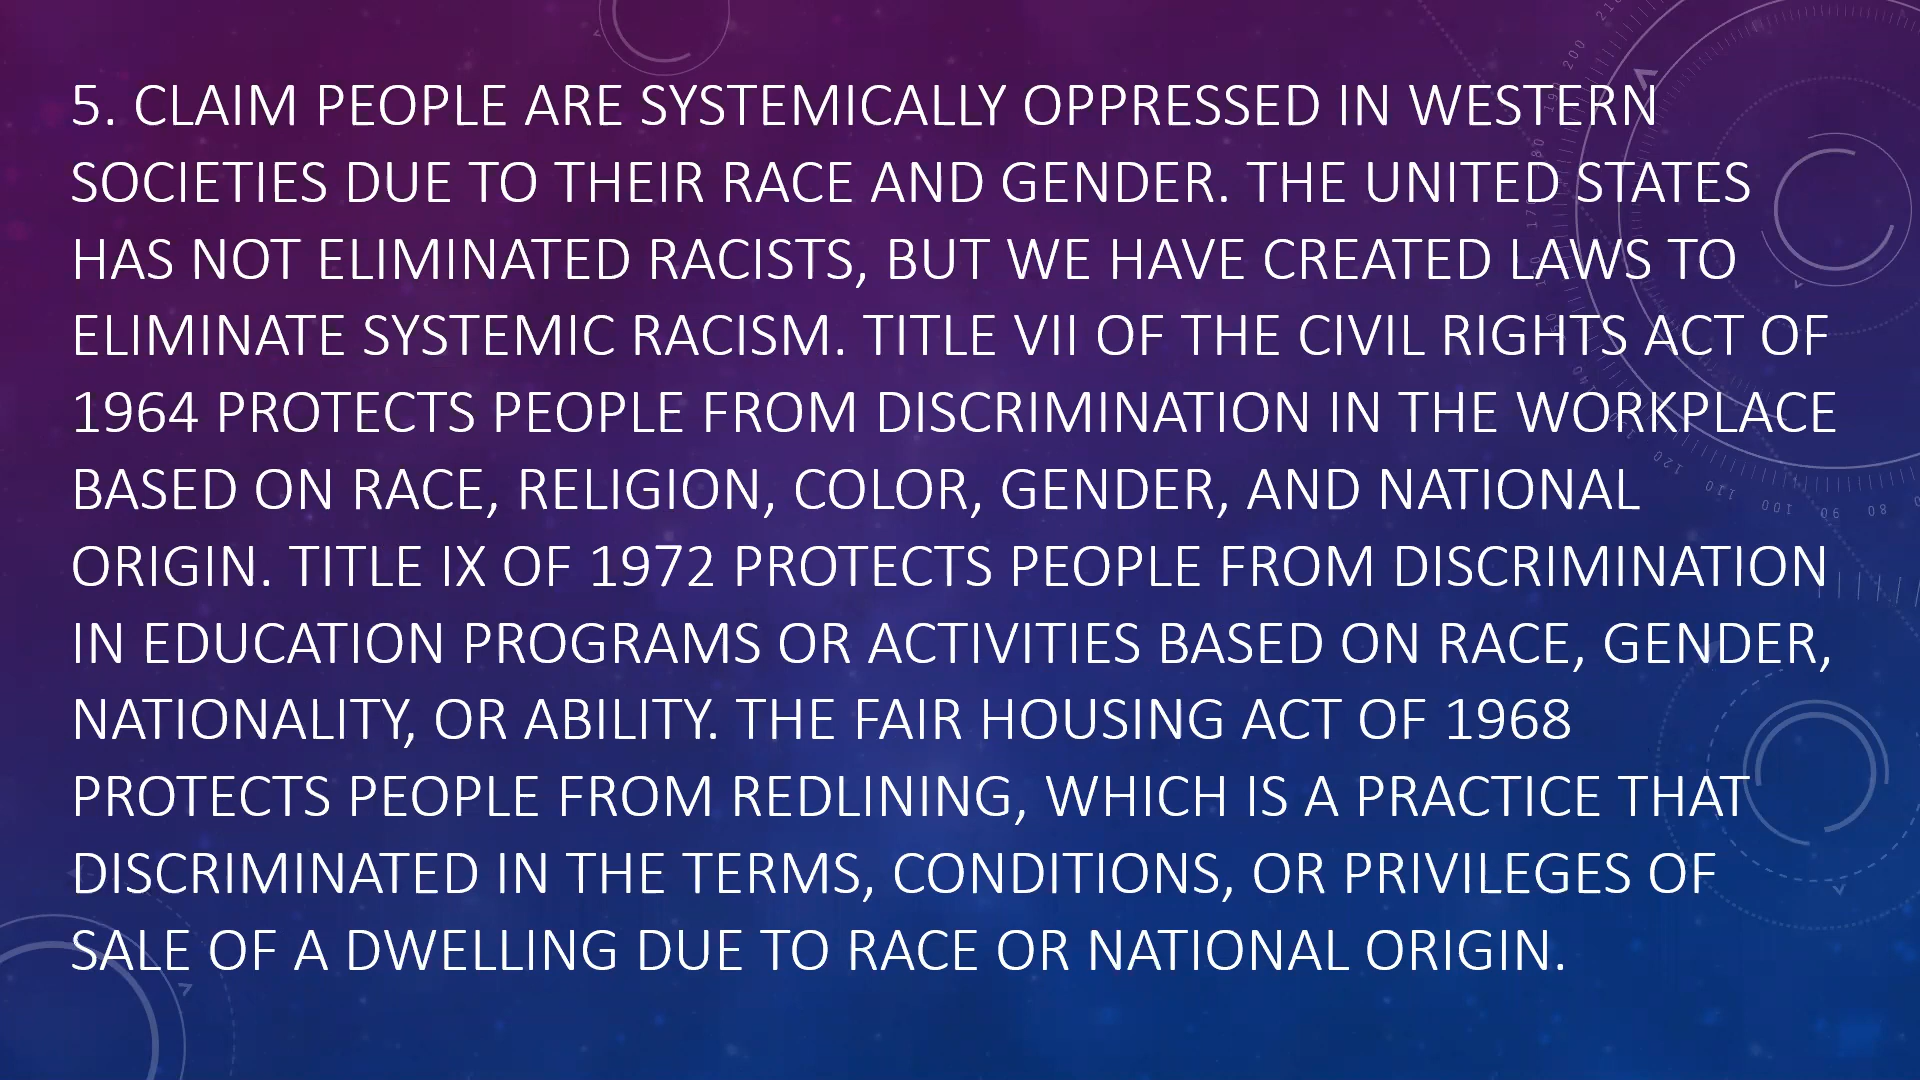 5. CLAIM PEOPLE ARE SYSTEMICALLY OPPRESSED IN WESTERN
SOCIETIES DUE TO THEIR RACE AND GENDER. THE UNITED STATES
HAS NOT ELIMINATED RACISTS, BUT WE HAVE CREATED LAWS TO
ELIMINATE SYSTEMIC RACISM. TITLE VII OF THE CIVIL RIGHTS ACT OF
1964 PROTECTS PEOPLE FROM DISCRIMINATION IN THE WORKPLACE
BASED ON RACE, RELIGION, COLOR, GENDER, AND NATIONAL
ORIGIN. TITLE IX OF 1972 PROTECTS PEOPLE FROM DISCRIMINATION
IN EDUCATION PROGRAMS OR ACTIVITIES BASED ON RACE, GENDER,
NATIONALITY, OR ABILITY. THE FAIR HOUSING ACT OF 1968
PROTECTS PEOPLE FROM REDLINING, WHICH IS A PRACTICE THAT
DISCRIMINATED IN THE TERMS, CONDITIONS, OR PRIVILEGES OF
SALE OF A DWELLING DUE TO RACE OR NATIONAL ORIGIN.